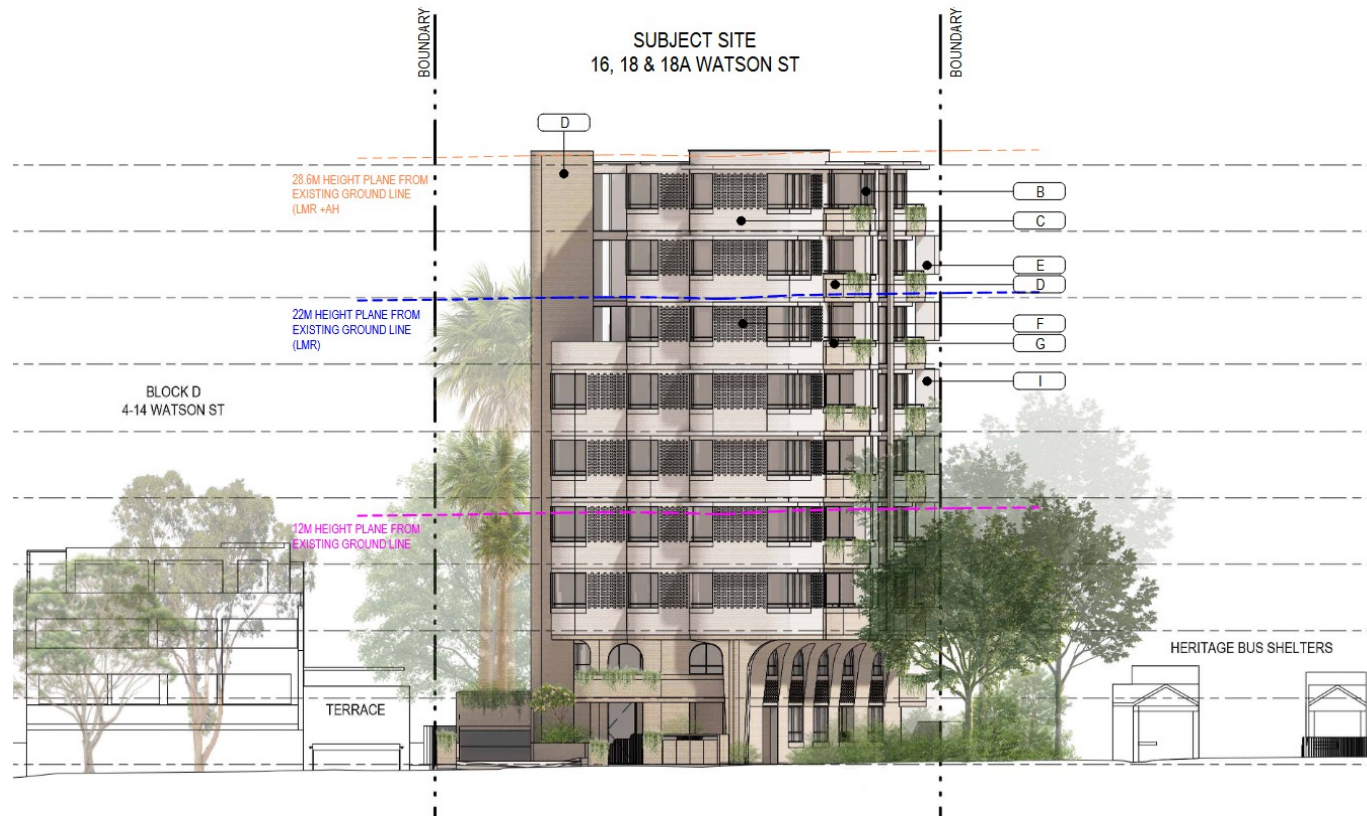 BOUNDARY
SUBJECT SITE
16, 18 & 18A WATSON ST
BOUNDARY
D
28.6M HEIGHT PLANE FROM
EXISTING GROUND LINE
(LMR +AH
B
C
E
D
22M HEIGHT PLANE FROM
EXISTING GROUND LINE
(LMR)
F
G
I
BLOCK D
4-14 WATSON ST
12M HEIGHT PLANE FROM
EXISTING GROUND LINE
HERITAGE BUS SHELTERS
TERRACE